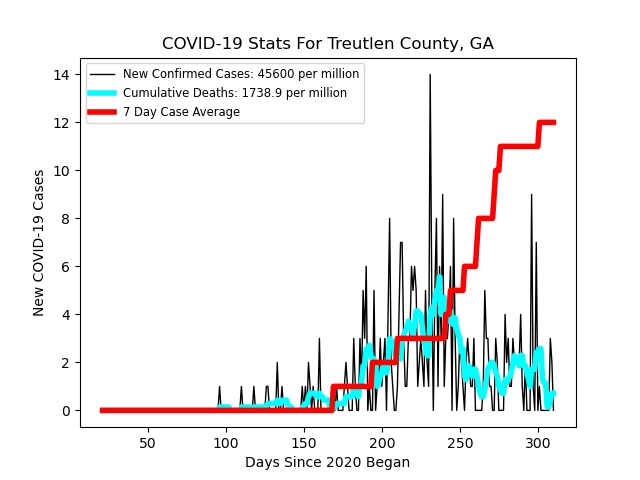 COVID-19 Stats For Treutlen County, GA
New Confirmed Cases: 45600 per million
Cumulative Deaths: 1738.9 per million
7 Day Case Average
New COVID-19 Cases
14
12
10
8
6
4
2
0
50 100 150 200 250 300
Days Since 2020 Began